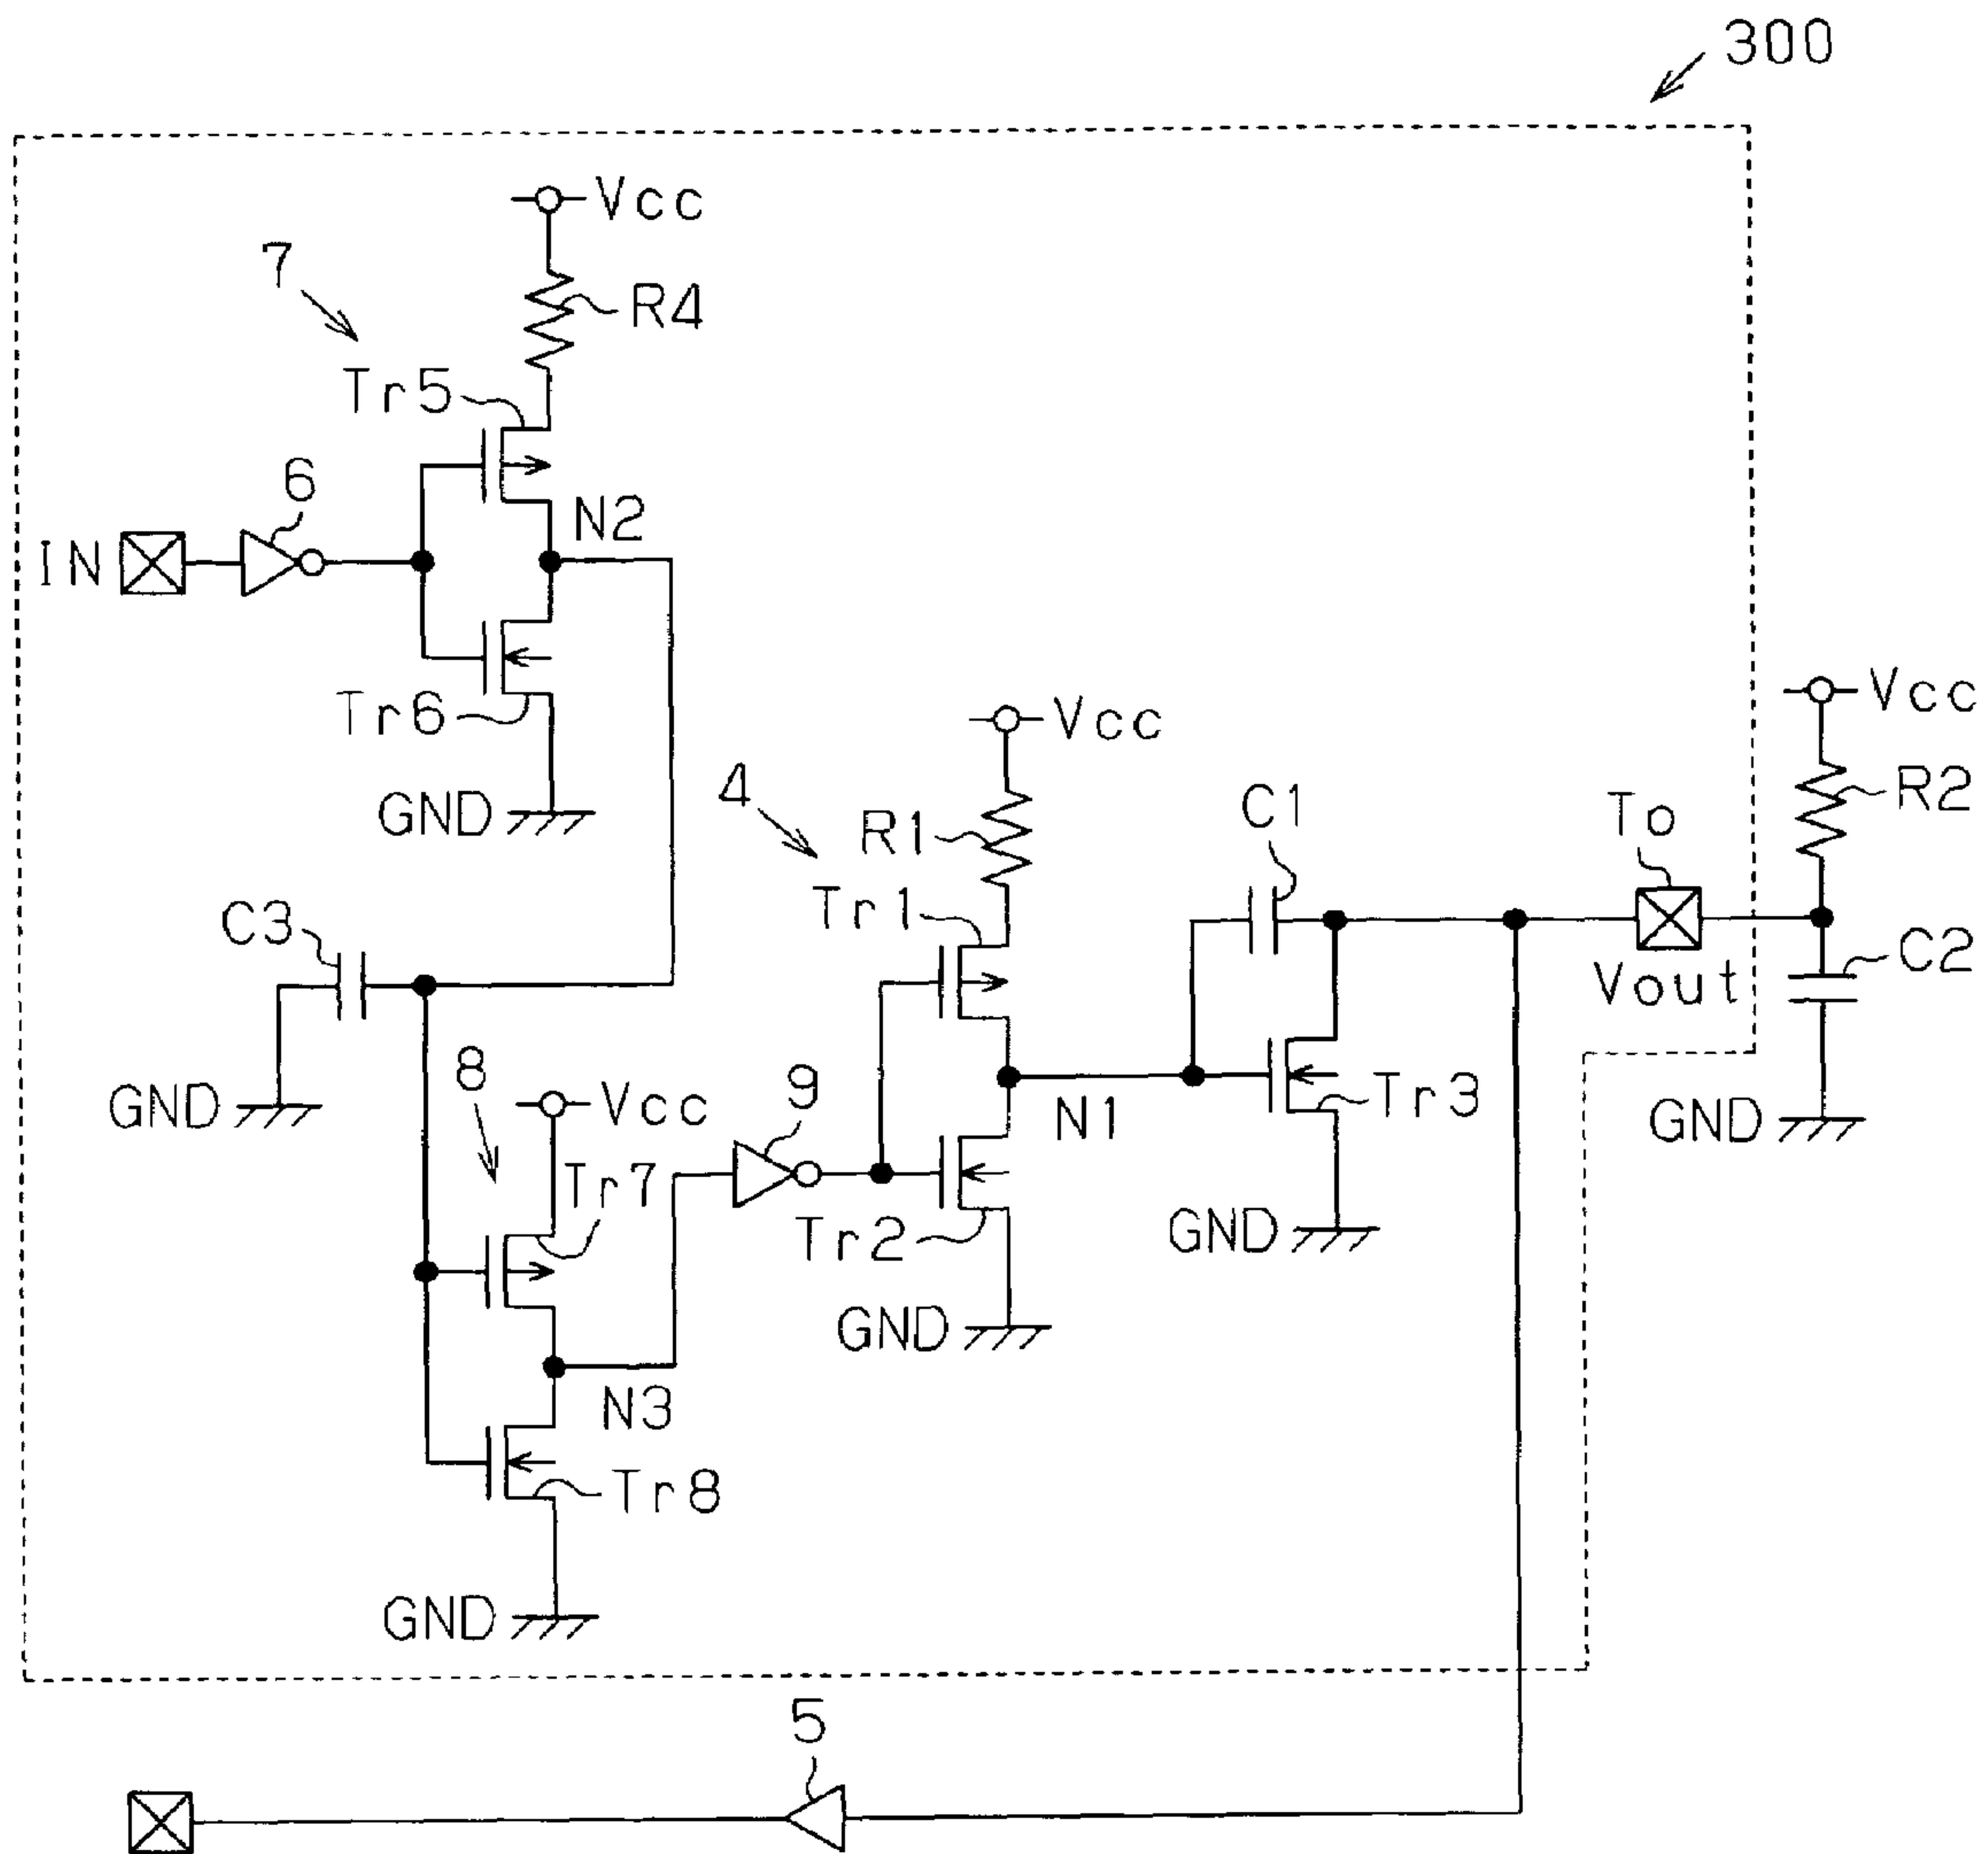 300
Vcc
7
R4
Tr5
6
N2
IN
Tr6
Vcc
Vcc
4
GND
C1
R2
R1
To
Tr1
C3
C2
Vout
8
9
Vcc
Tr3
GND
N1
GND
Tr7
GND
Tr2
GND
N3
Tr8
GND
5